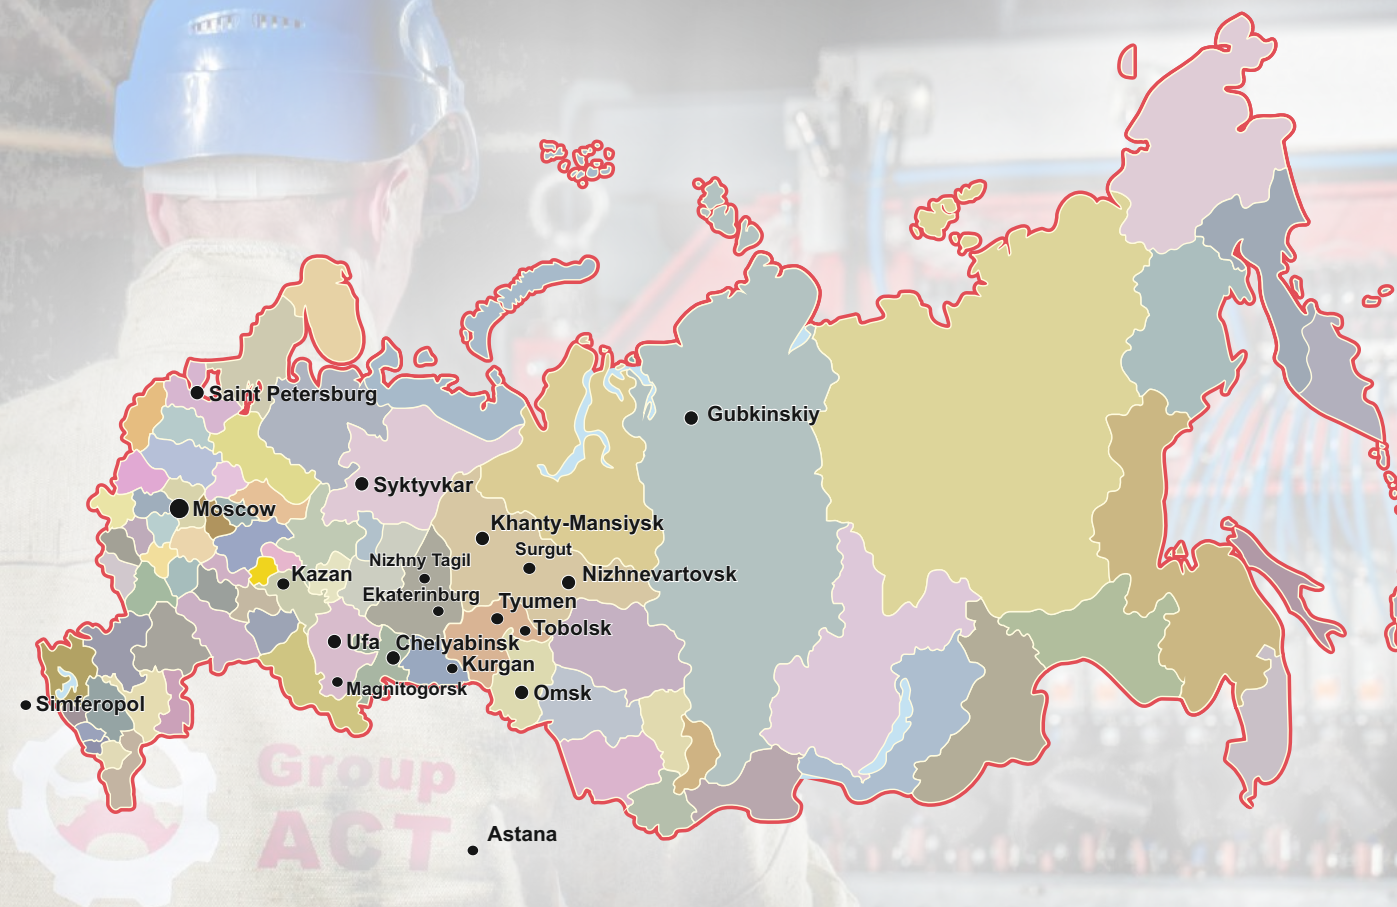 Saint Petersburg
Gubkinskiy
Syktyvkar
Moscow
Khanty-Mansiysk
Surgut
Nizhny Tagil
Kazan
Nizhnevartovsk
Ekaterinburg
Tyumen
Tobolsk
Ufa
Chelyabinsk
Kurgan
Magnitogorsk
Omsk
Simferopol
Group
ACT
Astana